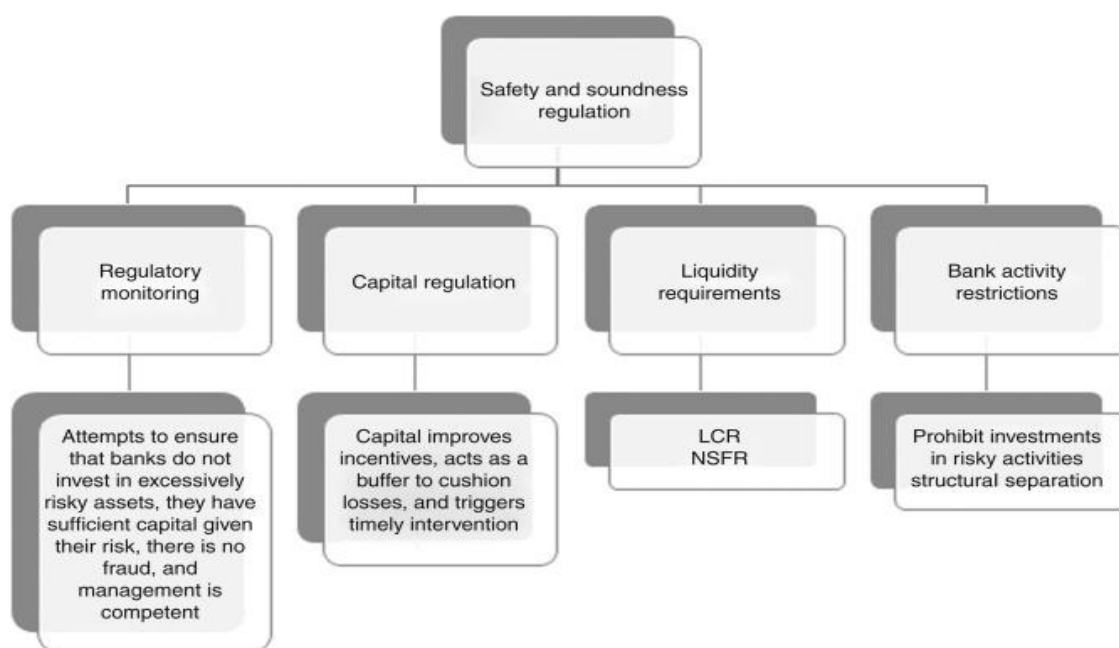 Safety and soundness
regulation
Regulatory
monitoring
Capital regulation
Liquidity
requirements
Bank activity
restrictions
Attempts to ensure
that banks do not
invest in excessively
risky assets, they have
sufficient capital given
their risk, there is no
fraud, and
management is
competent
Capital improves
incentives, acts as a
buffer to cushion
losses, and triggers
timely intervention
LCR
NSFR
Prohibit investments
in risky activities
structural separation